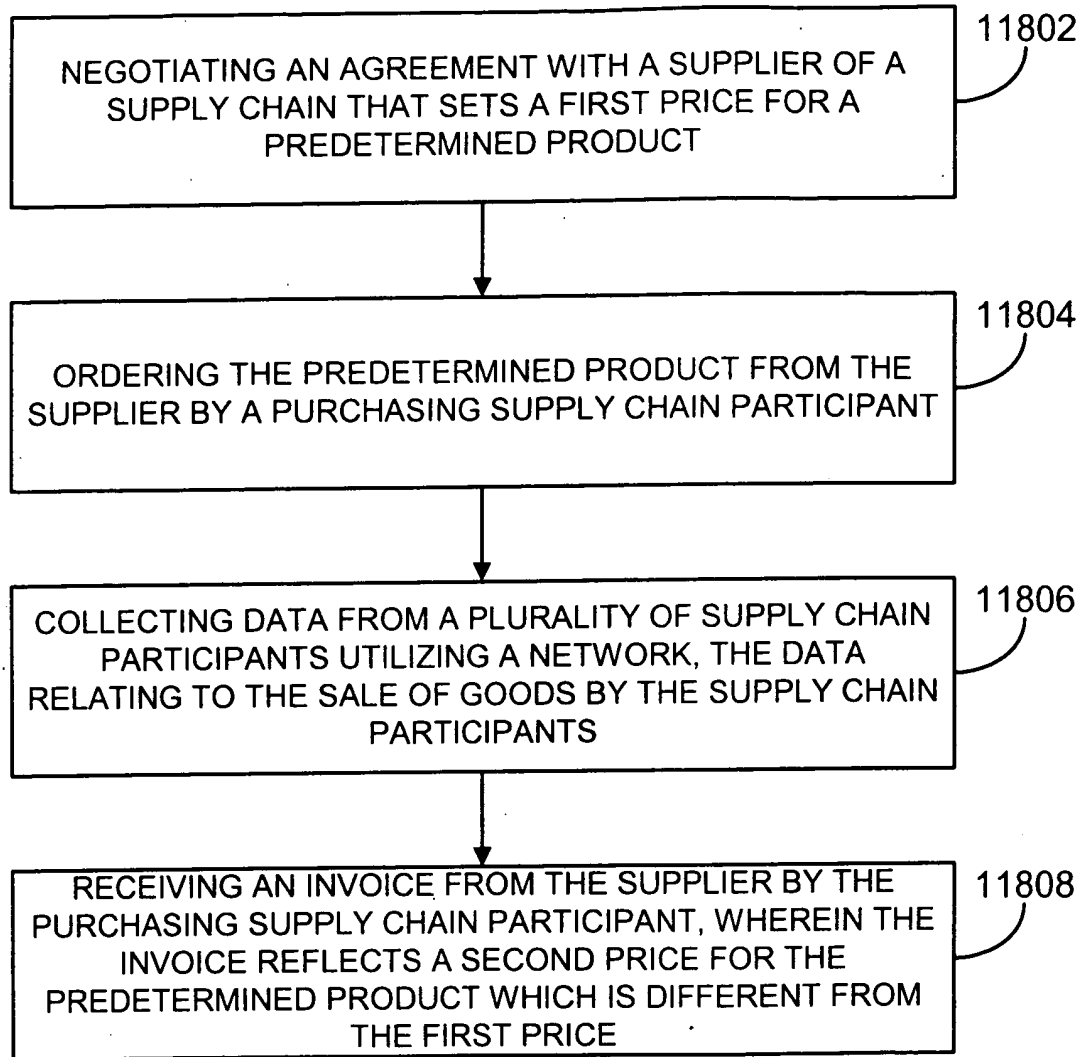 11802
NEGOTIATING AN AGREEMENT WITH A SUPPLIER OF A
SUPPLY CHAIN THAT SETS A FIRST PRICE FOR A
PREDETERMINED PRODUCT
11804
ORDERING THE PREDETERMINED PRODUCT FROM THE
SUPPLIER BY A PURCHASING SUPPLY CHAIN PARTICIPANT
11806
COLLECTING DATA FROM A PLURALITY OF SUPPLY CHAIN
PARTICIPANTS UTILIZING A NETWORK, THE DATA
RELATING TO THE SALE OF GOODS BY THE SUPPLY CHAIN
PARTICIPANTS
11808
RECEIVING AN INVOICE FROM THE SUPPLIER BY THE
PURCHASING SUPPLY CHAIN PARTICIPANT, WHEREIN THE
INVOICE REFLECTS A SECOND PRICE FOR THE
PREDETERMINED PRODUCT WHICH IS DIFFERENT FROM
THE FIRST PRICE